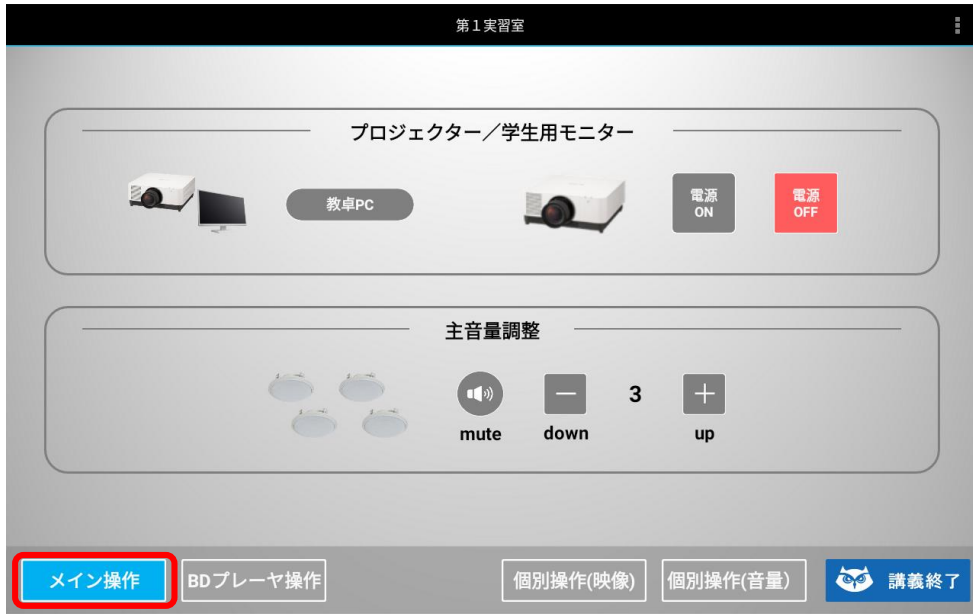 第１実習室
プロジェクター／学生用モニター
教卓PC
電源
ON
電源
OFF
主音量調整
3
mute
down
up
メイン操作
BDプレーヤ操作
個別操作(映像)
個別操作(音量）
講義終了